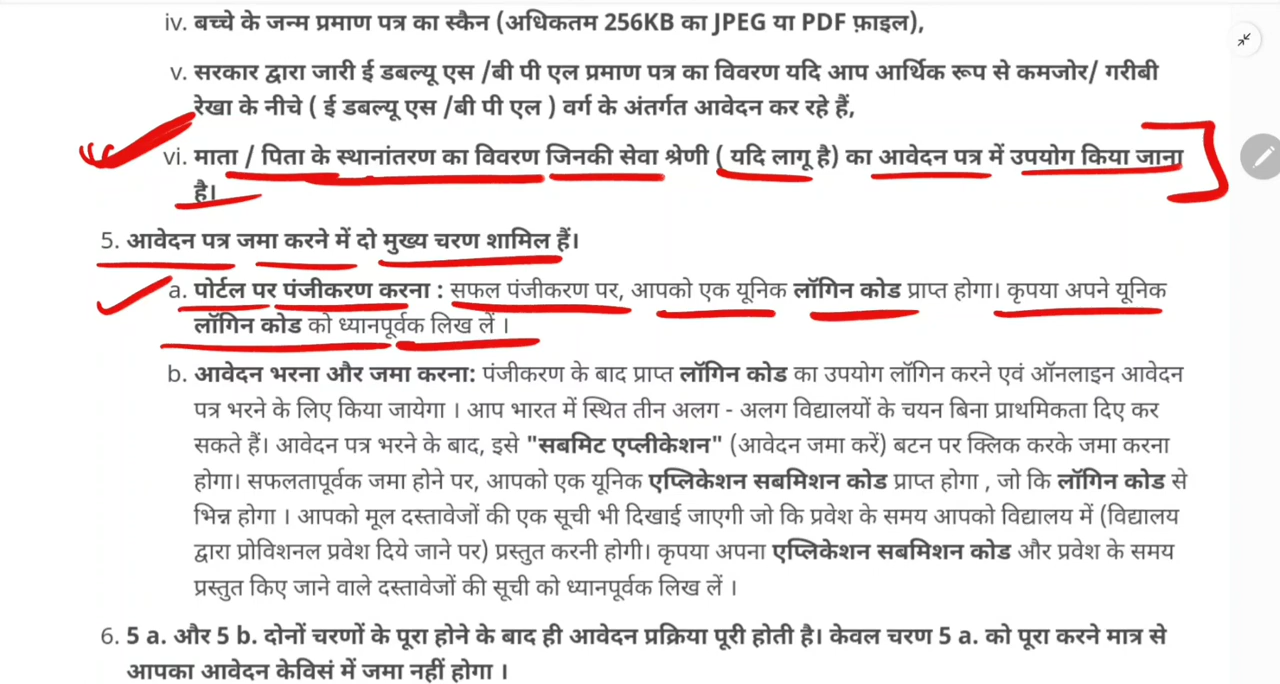 iv. बच्चे के जन्म प्रमाण पत्र का स्कैन (अधिकतम 256KB का JPEG या PDF फ़ाइल),
v. सरकार द्वारा जारी ई डबल्यू एस /बी पी एल प्रमाण पत्र का विवरण यदि आप आर्थिक रूप से कमजोर/ गरीबी
रेखा के नीचे ( ई डबल्यू एस /बी पी एल ) वर्ग के अंतर्गत आवेदन कर रहे हैं,
vi. माता / पिता के स्थानांतरण का विवरण जिनकी सेवा श्रेणी ( यदि लागू है) का आवेदन पत्र में उपयोग किया जाना
है।
5. आवेदन पत्र जमा करने में दो मुख्य चरण शामिल हैं।
a. पोर्टल पर पंजीकरण करना : सफल पंजीकरण पर, आपको एक यूनिक लॉगिन कोड प्राप्त होगा। कृपया अपने यूनिक
लॉगिन कोड को ध्यानपूर्वक लिख लें ।
b. आवेदन भरना और जमा करना: पंजीकरण के बाद प्राप्त लॉगिन कोड का उपयोग लॉगिन करने एवं ऑनलाइन आवेदन
पत्र भरने के लिए किया जायेगा । आप भारत में स्थित तीन अलग - अलग विद्यालयों के चयन बिना प्राथमिकता दिए कर
सकते हैं। आवेदन पत्र भरने के बाद, इसे "सबमिट एप्लीकेशन" (आवेदन जमा करें) बटन पर क्लिक करके जमा करना
होगा। सफलतापूर्वक जमा होने पर, आपको एक यूनिक एप्लिकेशन सबमिशन कोड प्राप्त होगा , जो कि लॉगिन कोड से
भिन्न होगा । आपको मूल दस्तावेजों की एक सूची भी दिखाई जाएगी जो कि प्रवेश के समय आपको विद्यालय में (विद्यालय
द्वारा प्रोविशनल प्रवेश दिये जाने पर) प्रस्तुत करनी होगी। कृपया अपना एप्लिकेशन सबमिशन कोड और प्रवेश के समय
प्रस्तुत किए जाने वाले दस्तावेजों की सूची को ध्यानपूर्वक लिख लें ।
6. 5 a. और 5 b. दोनों चरणों के पूरा होने के बाद ही आवेदन प्रक्रिया पूरी होती है। केवल चरण 5 a. को पूरा करने मात्र से
आपका आवेदन केविसं में जमा नहीं होगा ।